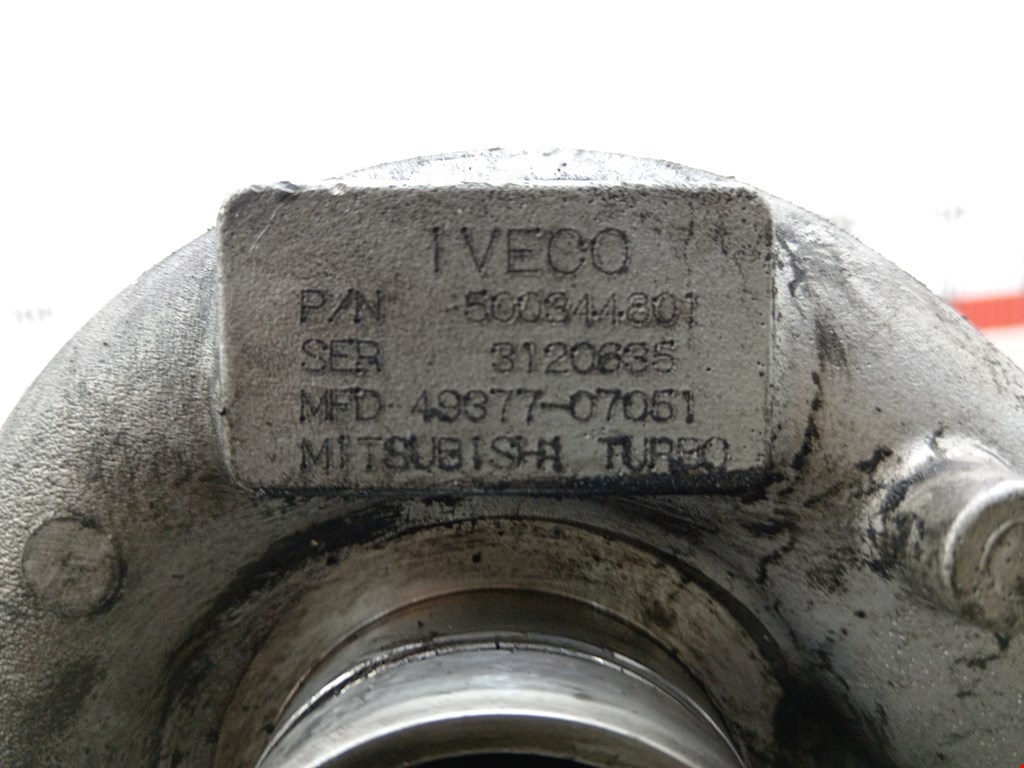 IVECO
P/N 500344801
SER 3120635
MFD 49377-07051
MITSUBISHI TURBO